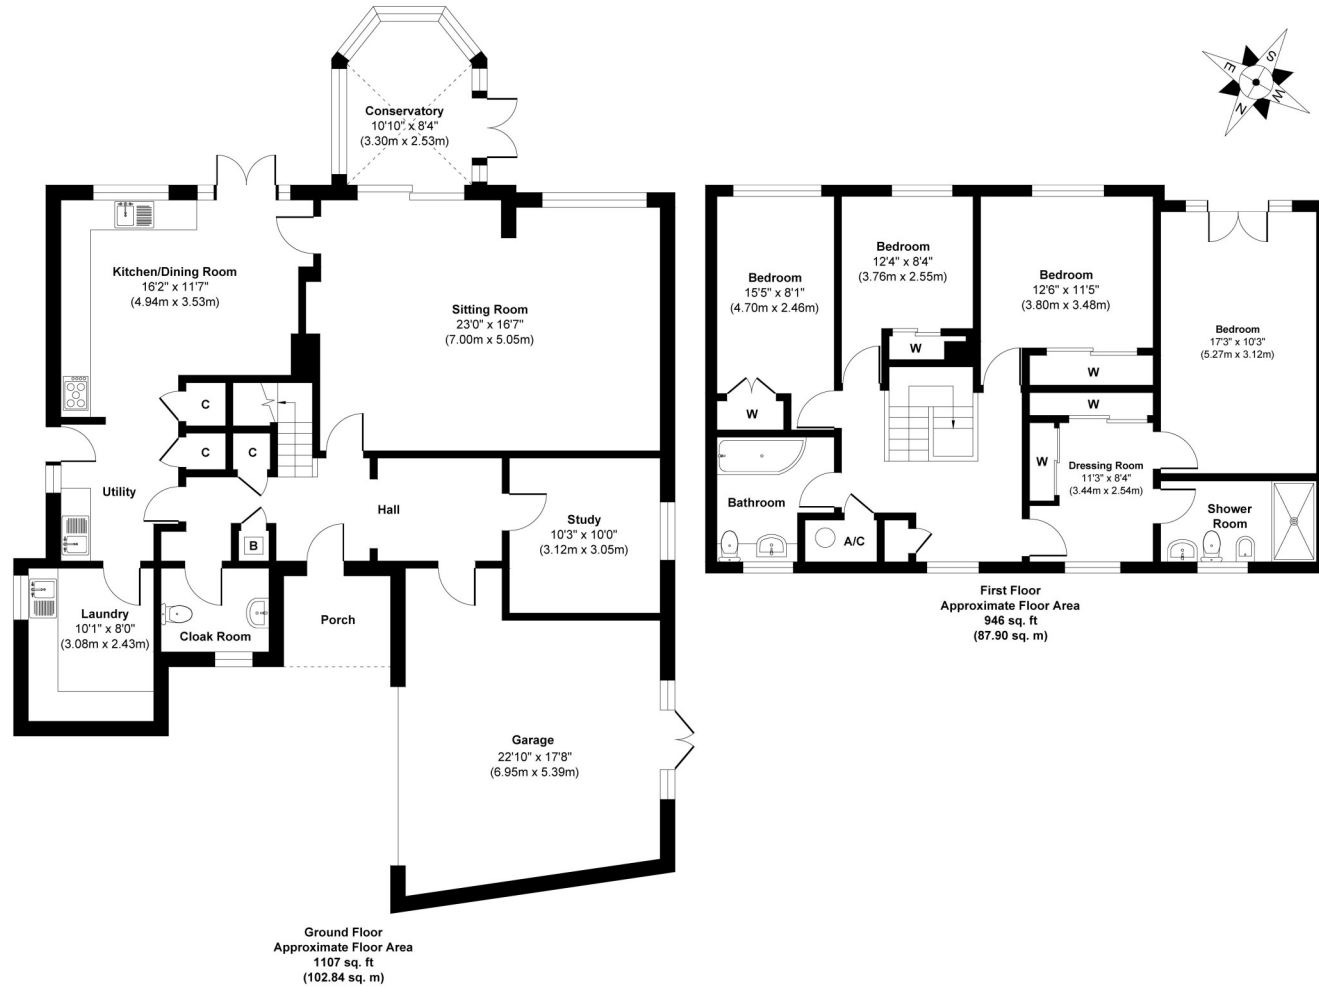 Conservatory
10'10" x 8'4"
(3.30m x 2.53m)
S
E
W
N
Kitchen/Dining Room
16'2" x 11'7"
(4.94m x 3.53m)
Sitting Room
23'0" x 16'7"
(7.00m x 5.05m)
C
C
C
Utility
Hall
B
Study
10'3" x 10'0"
(3.12m x 3.05m)
Laundry
10'1" x 8'0"
(3.08m x 2.43m)
Cloak Room
Porch
Garage
22'10" x 17'8"
(6.95m x 5.39m)
Ground Floor
Approximate Floor Area
1107 sq. ft
(102.84 sq. m)
Bedroom
15'5" x 8'1"
(4.70m x 2.46m)
Bedroom
12'4" x 8'4"
(3.76m x 2.55m)
Bedroom
12'6" x 11'5"
(3.80m x 3.48m)
Bedroom
17'3" x 10'3"
(5.27m x 3.12m)
W
W
W
W
W
Dressing Room
11'3" x 8'4"
(3.44m x 2.54m)
Bathroom
A/C
Shower
Room
First Floor
Approximate Floor Area
946 sq. ft
(87.90 sq. m)